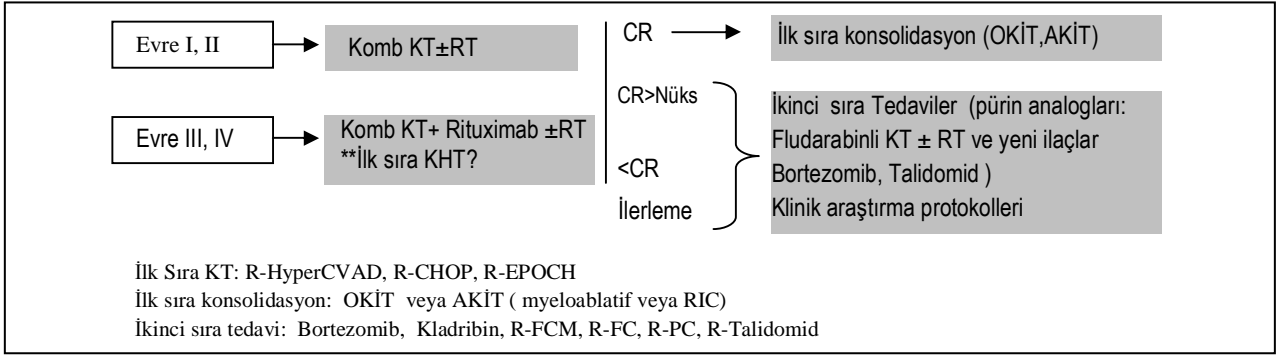 Evre I, II
Komb KT±RT
CR
İlk sıra konsolidasyon (OKİT,AKİT)
CR>Nüks
Evre III, IV
Komb KT+ Rituximab ±RT
**İlk sıra KHT?
<CR
İlerleme
İkinci sıra Tedaviler (pürin analogları:
Fludarabinli KT ± RT ve yeni ilaçlar
Bortezomib, Talidomid )
Klinik araştırma protokolleri
İlk Sıra KT: R-HyperCVAD, R-CHOP, R-EPOCH
İlk sıra konsolidasyon: OKİT veya AKİT ( myeloablatif veya RIC)
İkinci sıra tedavi: Bortezomib, Kladribin, R-FCM, R-FC, R-PC, R-Talidomid